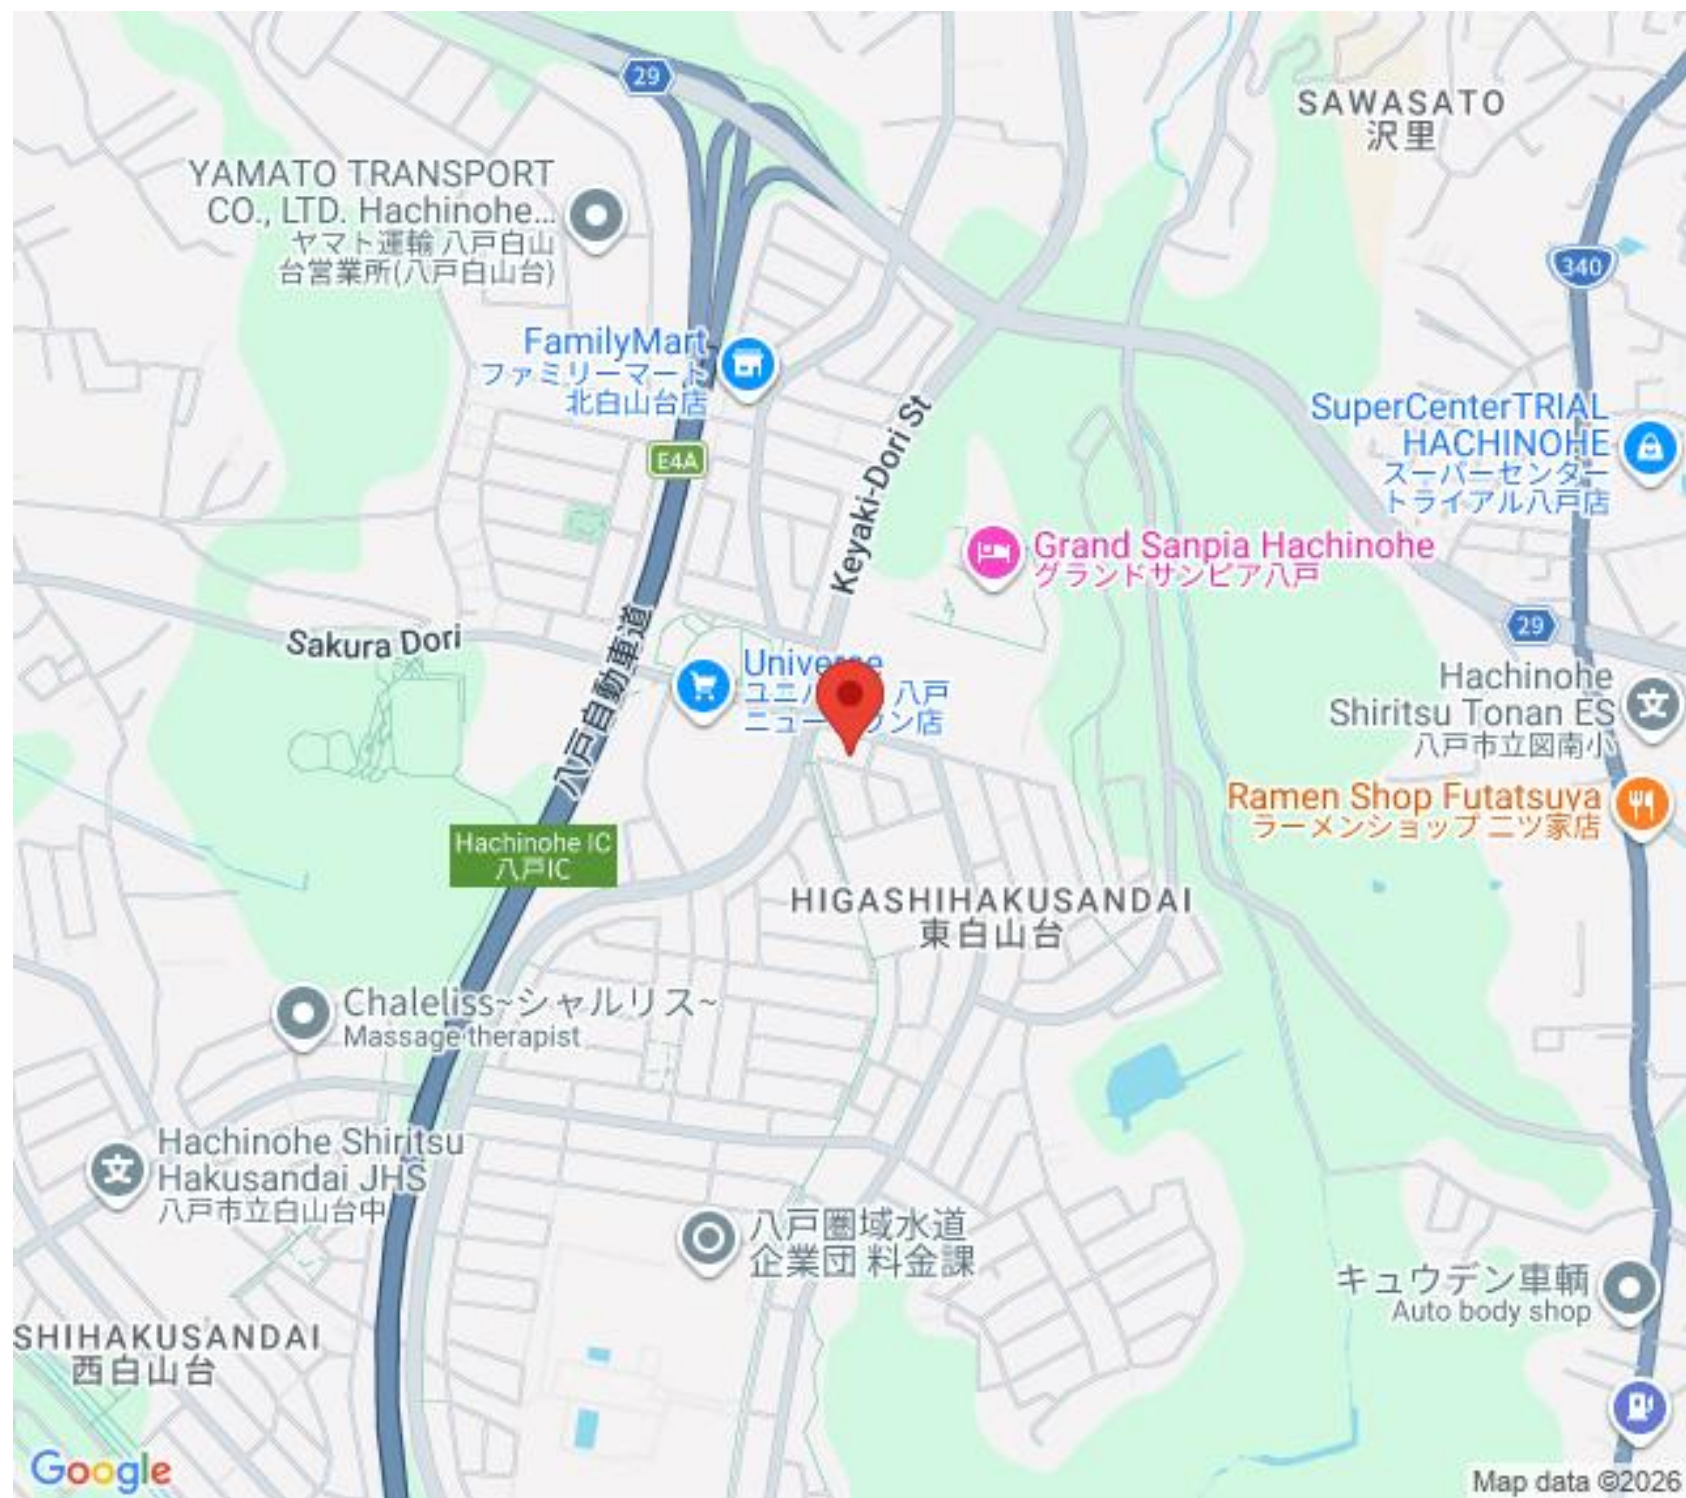 29
SAWASATO
沢里
YAMATO TRANSPORT
CO., LTD. Hachinohe...
ヤマト運輸 八戸白山
台営業所(八戸白山台)
340
FamilyMart
ファミリーマート
北白山台店
Keyaki-Dori St
SuperCenterTRIAL
HACHINOHE
スーパーセンター
トライアル八戸店
E4A
Grand Sanpia Hachinohe
グランドサンピア八戸
29
Sakura Dori
八戸自動車道
Universe
八戸
Hachinohe
Shiritsu Tonan ES
八戸市立図南小
Ramen Shop Futatsuya
ラーメンショップ 二ツ家店
Hachinohe IC
八戸IC
HIGASHIHAKUSANDAI
東白山台
Chaleliss~シャルリス~
Massage therapist
Hachinohe Shiritsu
Hakusandai JHS
八戸市立白山台中
八戸圏域水道
企業団 料金課
キュウデン車輌
Auto body shop
SHIHAKUSANDAI
西白山台
Google
Map data ©2026